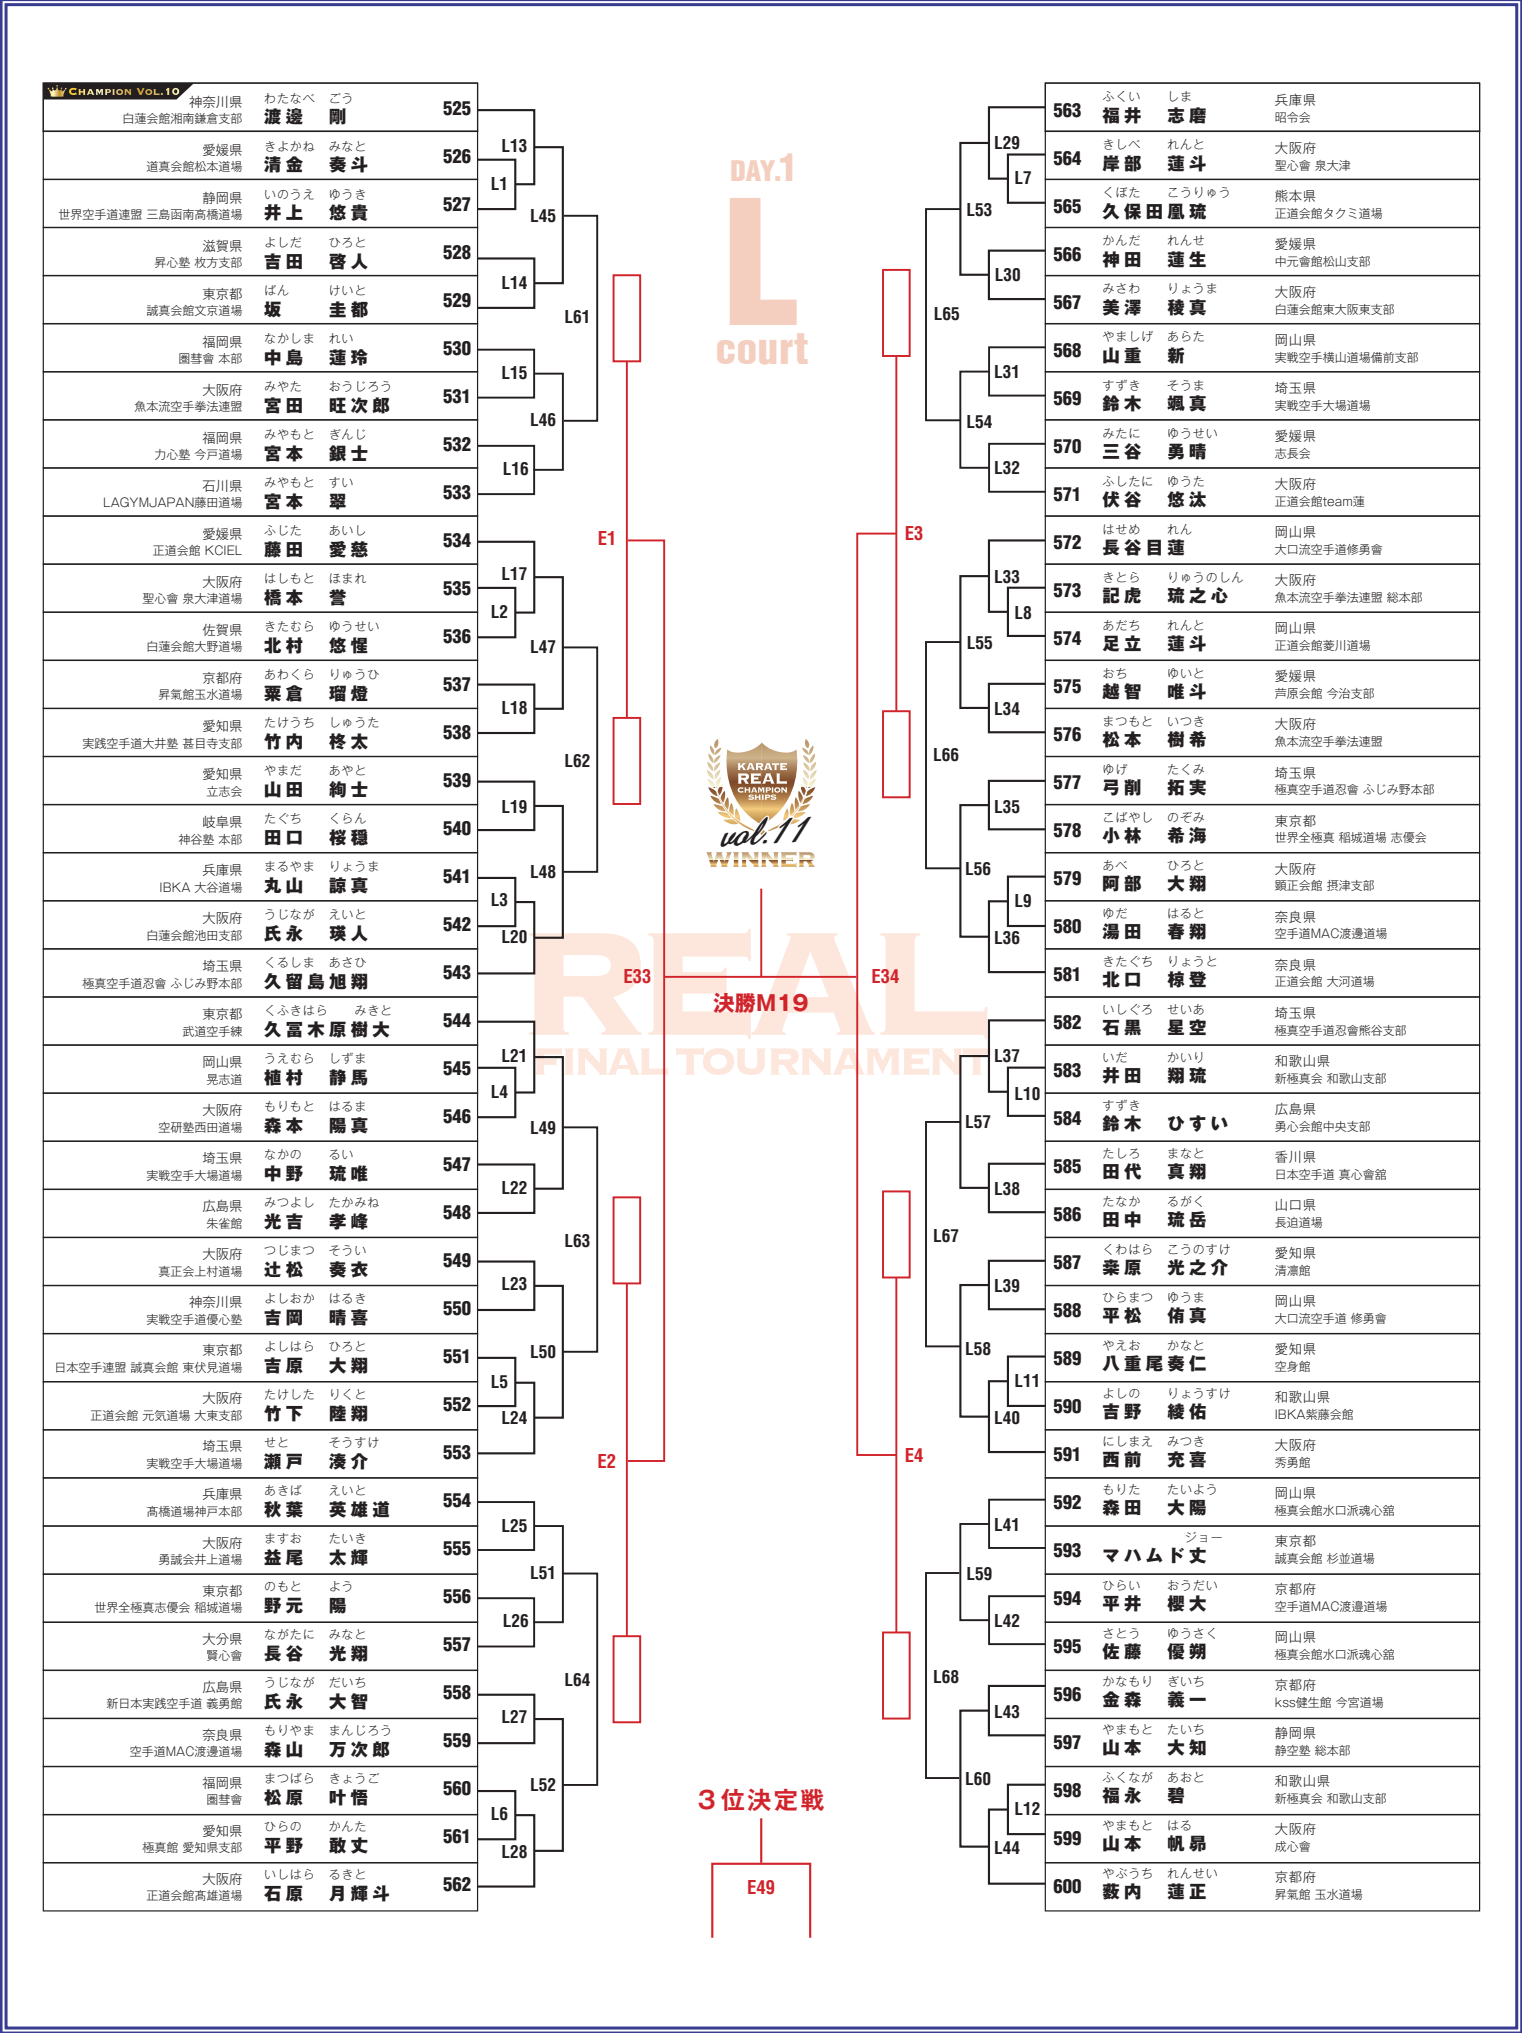 CHAMPION VOL.10
神奈川県 わたなべ ごう
白蓮会館湘南鎌倉支部 渡邊 剛 525
愛媛県 きよかね みなと
道真会館松本道場 清金 奏斗 526
静岡県 いのうえ ゆうき
世界空手道連盟 三島函南高橋道場 井上 悠貴 527
滋賀県 よしだ ひろと
昇心塾 枚方支部 吉田 啓人 528
東京都 ばん けいと
誠真会館文京道場 坂 圭都 529
福岡県 なかしま れい
圏彗會 本部 中島 蓮玲 530
大阪府 みやた おうじろう
魚本流空手拳法連盟 宮田 旺次郎 531
福岡県 みやもと ぎんじ
力心塾 今戸道場 宮本 銀士 532
石川県 みやもと すい
LAGYMJAPAN藤田道場 宮本 翠 533
愛媛県 ふじた あいし
正道会館 KCIEL 藤田 愛慈 534
大阪府 はしもと ほまれ
聖心會 泉大津道場 橋本 誉 535
佐賀県 きたむら ゆうせい
白蓮会館大野道場 北村 悠惺 536
京都府 あわくら りゅうひ
昇氣館玉水道場 粟倉 瑠燈 537
愛知県 たけうち しゅうた
実践空手道大井塾 甚目寺支部 竹内 柊太 538
愛知県 やまだ あやと
立志会 山田 絢士 539
岐阜県 たぐち くらん
神谷塾 本部 田口 桜穏 540
兵庫県 まるやま りょうま
IBKA 大谷道場 丸山 諒真 541
大阪府 うじなが えいと
白蓮会館池田支部 氏永 瑛人 542
埼玉県 くるしま あさひ
極真空手道忍會 ふじみ野本部 久留島旭翔 543
東京都 くふきはら みきと
武道空手練 久冨木原樹大 544
岡山県 うえむら しずま
晃志道 植村 静馬 545
大阪府 もりもと はるま
空研塾西田道場 森本 陽真 546
埼玉県 なかの るい
実戦空手大場道場 中野 琉唯 547
広島県 みつよし たかみね
朱雀館 光吉 孝峰 548
大阪府 つじまつ そうい
真正会上村道場 辻松 奏衣 549
神奈川県 よしおか はるき
実戦空手道優心塾 吉岡 晴喜 550
東京都 よしはら ひろと
日本空手連盟 誠真会館 東伏見道場 吉原 大翔 551
大阪府 たけした りくと
正道会館 元気道場 大東支部 竹下 陸翔 552
埼玉県 せと そうすけ
実戦空手大場道場 瀬戸 湊介 553
兵庫県 あきば えいと
髙橋道場神戸本部 秋葉 英雄道 554
大阪府 ますお たいき
勇誠会井上道場 益尾 太輝 555
東京都 のもと よう
世界全極真志優会 稲城道場 野元 陽 556
大分県 ながたに みなと
賢心會 長谷 光翔 557
広島県 うじなが だいち
新日本実践空手道 義勇館 氏永 大智 558
奈良県 もりやま まんじろう
空手道MAC渡邊道場 森山 万次郎 559
福岡県 まつばら きょうご
圏彗會 松原 叶悟 560
愛知県 ひらの かんた
極真館 愛知県支部 平野 敢丈 561
大阪府 いしはら るきと
正道会館髙雄道場 石原 月輝斗 562
L13
L1
L45
L14
L61
L15
L46
L16
L17
L2
L47
L18
L62
L19
L48
L3
L20
L21
L4
L49
L22
L63
L23
L50
L5
L24
L25
L51
L26
L64
L27
L52
L6
L28
E1
E2
E33
DAY.1
L
court
KARATE
REAL
CHAMPION
SHIPS
vol.11
WINNER
決勝M19
REAL
FINAL TOURNAMENT
3位決定戦
E49
E3
E4
E34
L29
L7
L53
L30
L65
L31
L54
L32
L33
L8
L55
L34
L66
L35
L56
L9
L36
L37
L10
L57
L38
L67
L39
L58
L11
L40
L41
L59
L42
L68
L43
L60
L12
L44
ふくい しま 兵庫県
563 福井 志磨 昭令会
きしべ れんと 大阪府
564 岸部 蓮斗 聖心會 泉大津
くぼた こうりゅう 熊本県
565 久保田凰琉 正道会館タクミ道場
かんだ れんせ 愛媛県
566 神田 蓮生 中元會館松山支部
みさわ りょうま 大阪府
567 美澤 稜真 白蓮会館東大阪東支部
やましげ あらた 岡山県
568 山重 新 実戦空手横山道場備前支部
すずき そうま 埼玉県
569 鈴木 颯真 実戦空手大場道場
みたに ゆうせい 愛媛県
570 三谷 勇晴 志長会
ふしたに ゆうた 大阪府
571 伏谷 悠汰 正道会館team蓮
はせめ れん 岡山県
572 長谷目蓮 大口流空手道修勇會
きとら りゅうのしん 大阪府
573 記虎 琉之心 魚本流空手拳法連盟 総本部
あだち れんと 岡山県
574 足立 蓮斗 正道会館菱川道場
おち ゆいと 愛媛県
575 越智 唯斗 芦原会館 今治支部
まつもと いつき 大阪府
576 松本 樹希 魚本流空手拳法連盟
ゆげ たくみ 埼玉県
577 弓削 拓実 極真空手道忍會 ふじみ野本部
こばやし のぞみ 東京都
578 小林 希海 世界全極真 稲城道場 志優会
あべ ひろと 大阪府
579 阿部 大翔 顕正会館 摂津支部
ゆだ はると 奈良県
580 湯田 春翔 空手道MAC渡邊道場
きたぐち りょうと 奈良県
581 北口 椋登 正道会館 大河道場
いしぐろ せいあ 埼玉県
582 石黒 星空 極真空手道忍會熊谷支部
いだ かいり 和歌山県
583 井田 翔琉 新極真会 和歌山支部
すずき 広島県
584 鈴木 ひすい 勇心会館中央支部
たしろ まなと 香川県
585 田代 真翔 日本空手道 真心會舘
たなか るがく 山口県
586 田中 琉岳 長迫道場
くわはら こうのすけ 愛知県
587 桒原 光之介 清凛館
ひらまつ ゆうま 岡山県
588 平松 侑真 大口流空手道 修勇會
やえお かなと 愛知県
589 八重尾奏仁 空身館
よしの りょうすけ 和歌山県
590 吉野 綾佑 IBKA紫藤会館
にしまえ みつき 大阪府
591 西前 充喜 秀勇館
もりた たいよう 岡山県
592 森田 大陽 極真会館水口派魂心舘
ジョー 東京都
593 マハムド丈 誠真会館 杉並道場
ひらい おうだい 京都府
594 平井 櫻大 空手道MAC渡邉道場
さとう ゆうさく 岡山県
595 佐藤 優朔 極真会館水口派魂心舘
かなもり ぎいち 京都府
596 金森 義一 kss健生館 今宮道場
やまもと たいち 静岡県
597 山本 大知 静空塾 総本部
ふくなが あおと 和歌山県
598 福永 碧 新極真会 和歌山支部
やまもと はる 大阪府
599 山本 帆昴 成心會
やぶうち れんせい 京都府
600 薮内 蓮正 昇氣館 玉水道場